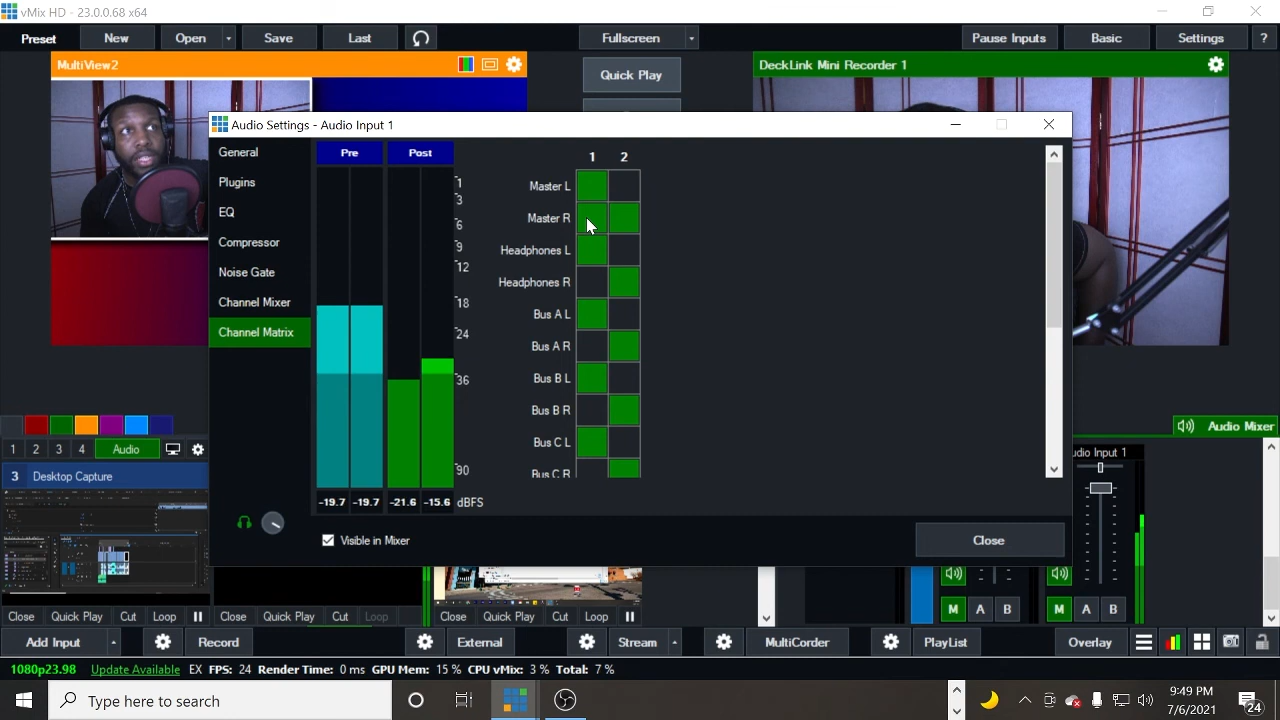 vMix HD - 23.0.0.68 x64
Preset New Open Save Last Fullscreen Pause Inputs Basic Settings ?
MultiView2
Quick Play
DeckLink Mini Recorder 1
Audio Settings - Audio Input 1
General
Plugins
EQ
Compressor
Noise Gate
Channel Mixer
Channel Matrix
Pre Post
1
3
6
9
12
18
24
36
90
-19.7 -19.7 -21.6 -15.6 dBFS
1 2
Master L
Master R
Headphones L
Headphones R
Bus A L
Bus A R
Bus B L
Bus B R
Bus C L
Bus C R
Visible in Mixer
Close
Audio Mixer
1 2 3 4 Audio
udio Input 1
3 Desktop Capture
M A B M A B
Close Quick Play Cut Loop Close Quick Play Cut Loop Close Quick Play Cut Loop
Add Input Record External Stream MultiCorder PlayList Overlay
1080p23.98 Update Available EX FPS: 24 Render Time: 0 ms GPU Mem: 15 % CPU vMix: 3 % Total: 7 %
Type here to search
9:49 PM
7/6/2021
24